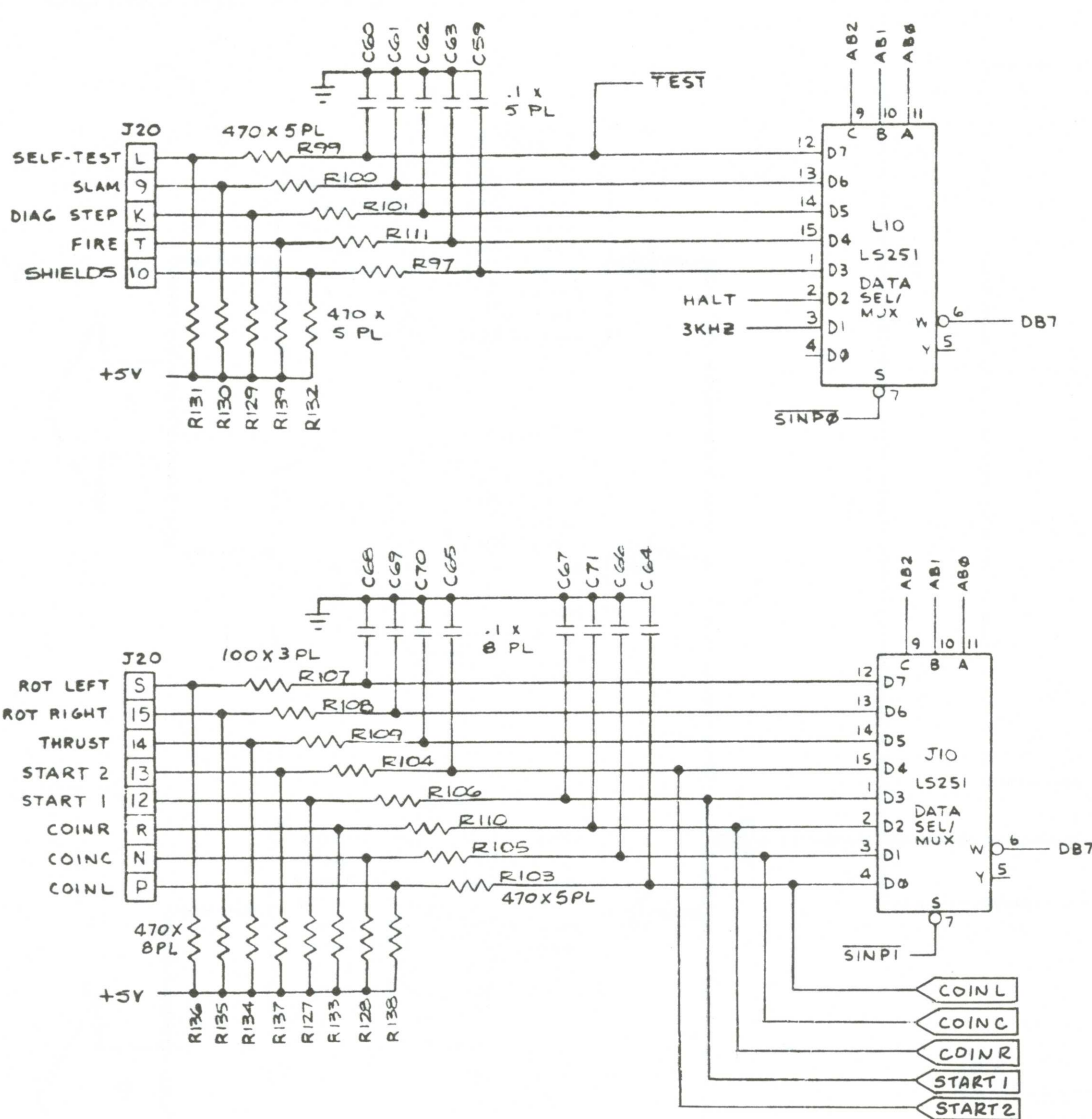 C60
C61
C62
C63
C59
.1 X
5 PL
TEST
AB2
AB1
ABØ
9 10 11
C B A
J20
470 X 5PL
SELF-TEST L R99 12 D7
SLAM 9 R100 13 D6
DIAG STEP K R101 14 D5
FIRE T R111 15 D4
SHIELDS 10 R97 1 D3
L10
LS251
DATA
SEL/
MUX
HALT 2 D2
3KHZ 3 D1
4 DØ
W 6 DB7
Y 5
S
7
SINPØ
470 X
5 PL
+5V
R131
R130
R129
R139
R132
C68
C69
C70
C65
C67
C71
C66
C64
.1 X
8 PL
AB2
AB1
ABØ
9 10 11
C B A
J20
100 X 3 PL
ROT LEFT S R107 12 D7
ROT RIGHT 15 R108 13 D6
THRUST 14 R109 14 D5
START 2 13 R104 15 D4
START 1 12 R106 1 D3
COINR R R110 2 D2
COINC N R105 3 D1
COINL P R103 4 DØ
470 X 5PL
J10
LS251
DATA
SEL/
MUX
W 6 DB7
Y 5
S
7
SINP1
470X
8PL
+5V
R136
R135
R134
R137
R127
R133
R128
R138
COINL
COINC
COINR
START 1
START 2